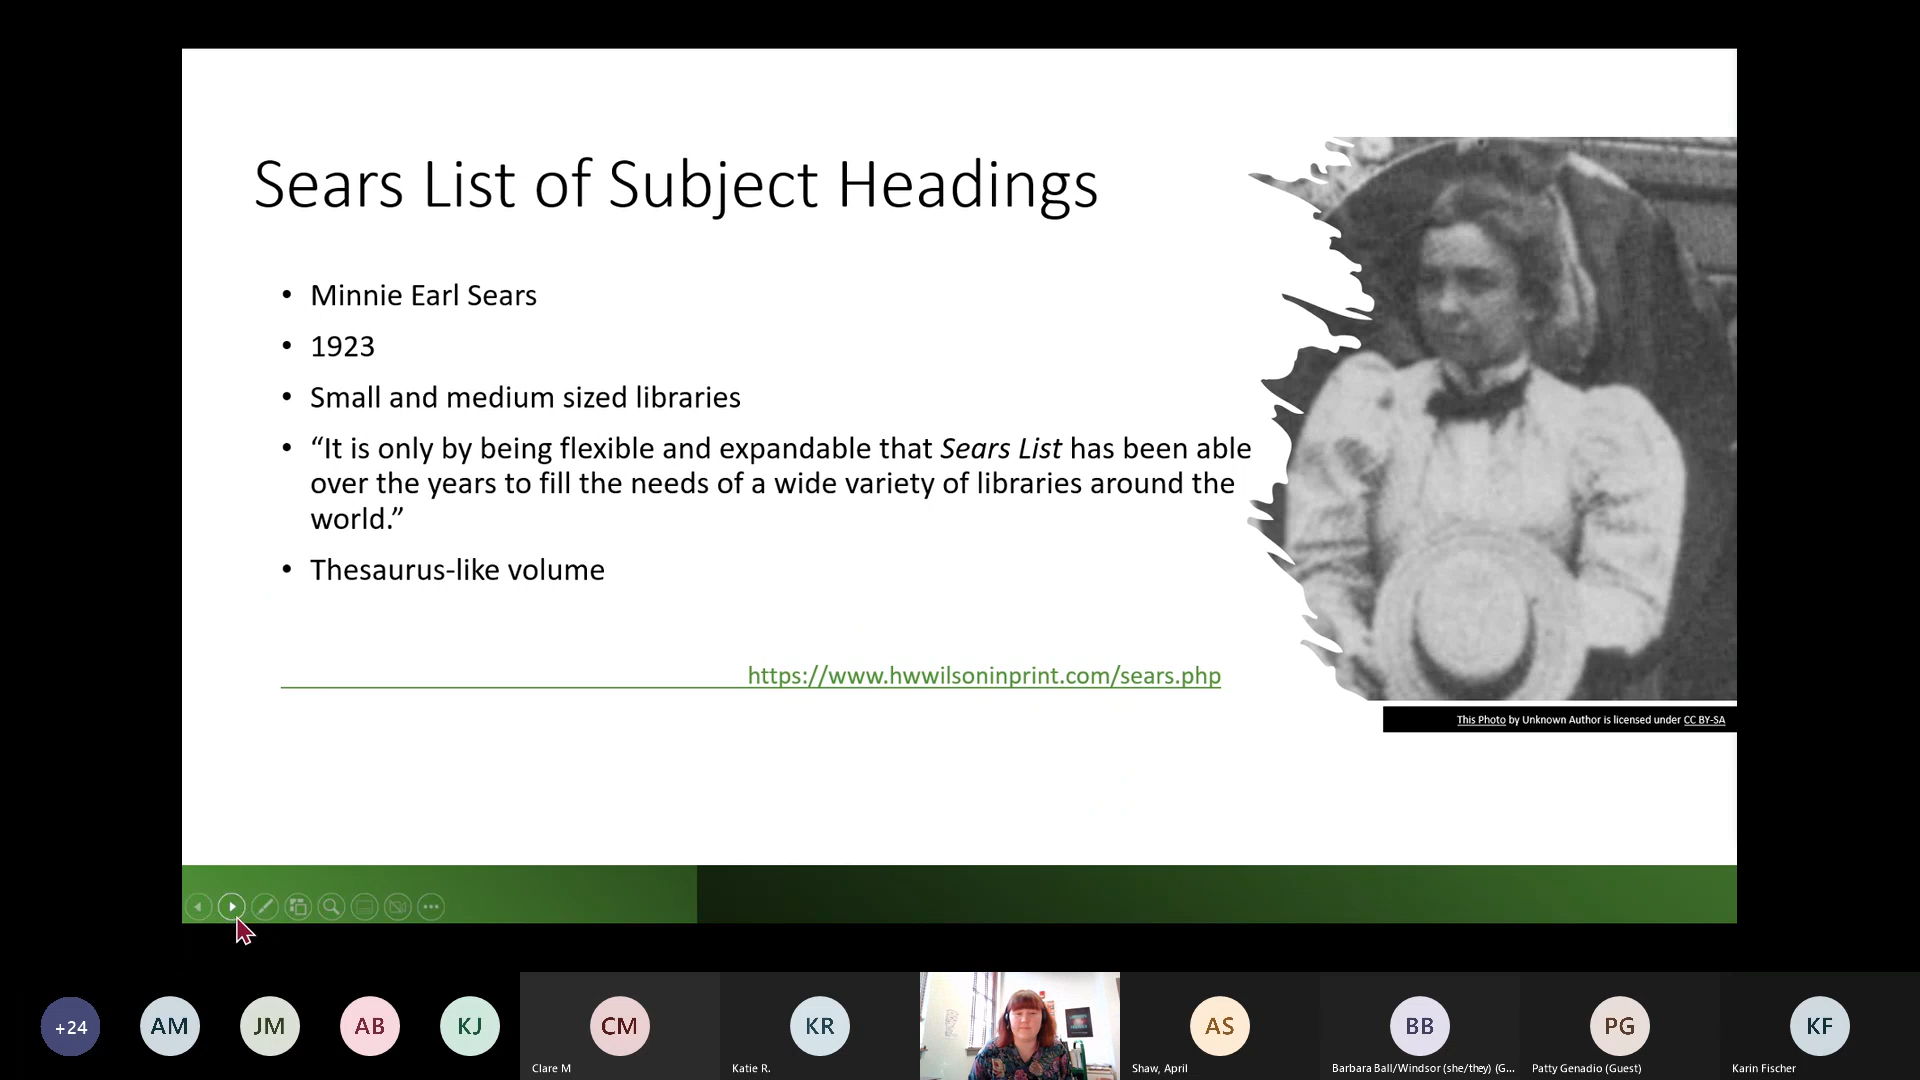 Sears List of Subject Headings
• Minnie Earl Sears
• 1923
• Small and medium sized libraries
• “It is only by being flexible and expandable that Sears List has been able
over the years to fill the needs of a wide variety of libraries around the
world.”
• Thesaurus-like volume
https://www.hwwilsoninprint.com/sears.php
This Photo by Unknown Author is licensed under CC BY-SA
+24
AM
JM
AB
KJ
CM
KR
AS
BB
PG
KF
Clare M
Katie R.
Shaw, April
Barbara Ball/Windsor (she/they) (G...
Patty Genadio (Guest)
Karin Fischer